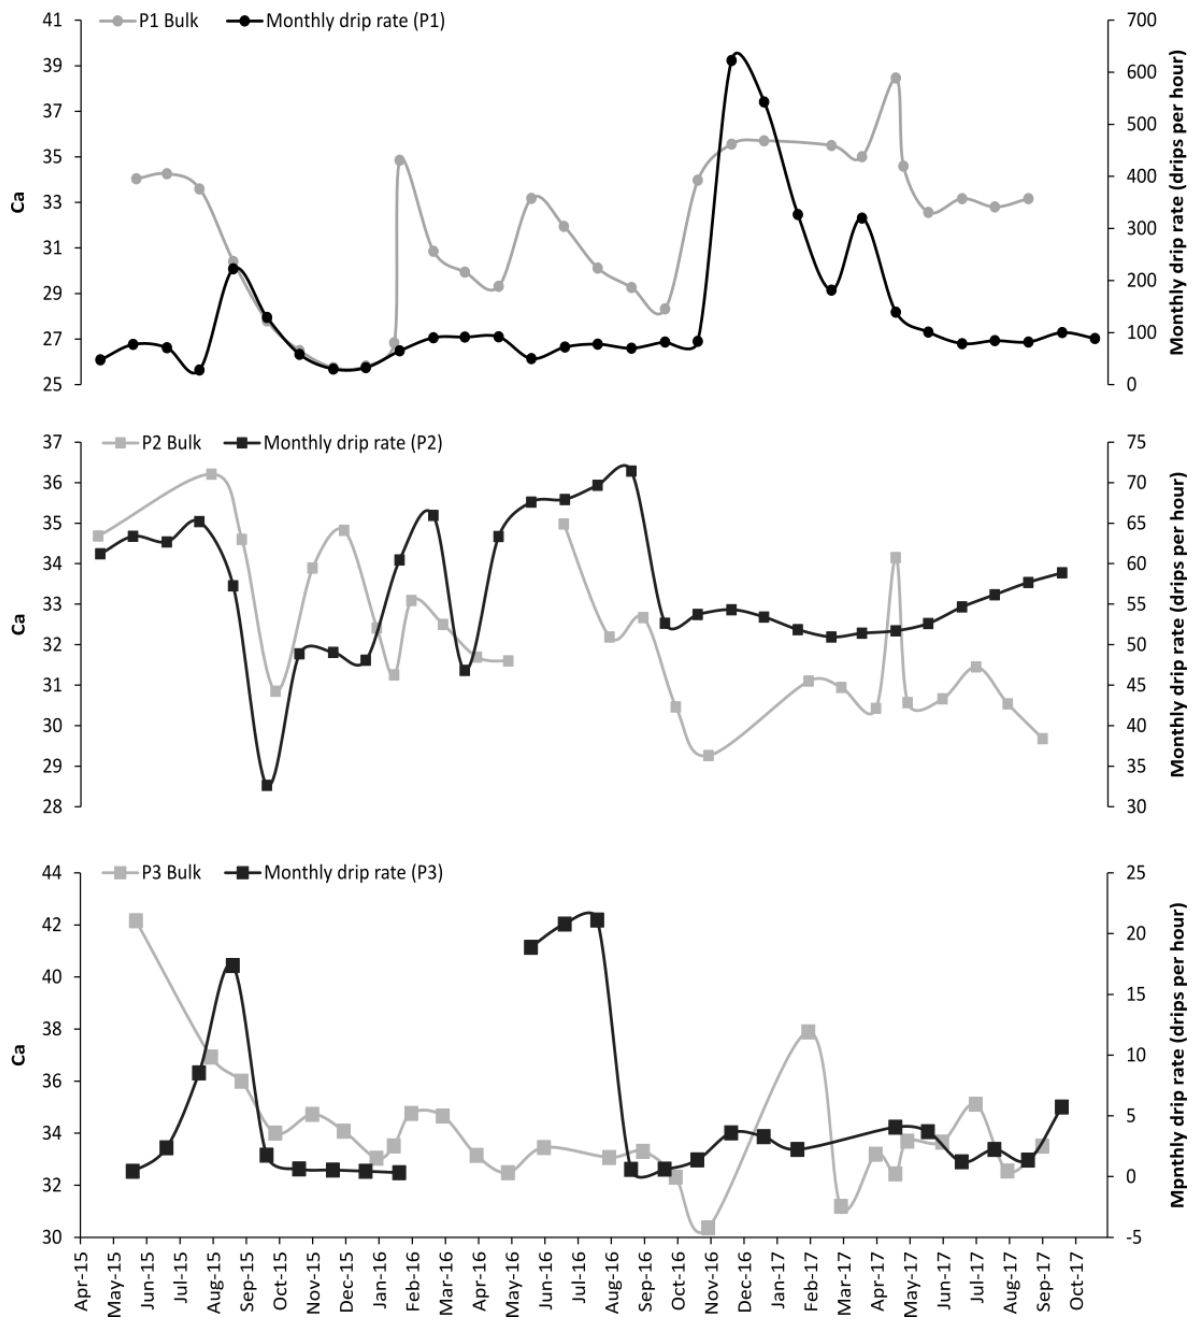 P1 Bulk Monthly drip rate (P1)
41 700
39 600
37 500
35 400
33
31 300
29 200
27 100
25 0
Ca
Monthly drip rate (drips per hour)
P2 Bulk Monthly drip rate (P2)
37 75
36 70
35 65
34 60
33 55
32 50
31 45
30 40
29 35
28 30
Ca
Monthly drip rate (drips per hour)
P3 Bulk Monthly drip rate (P3)
44 25
42 20
40 15
38 10
36
34 5
32 0
30 -5
Ca
Mpnthly drip rate (drips per hour)
Apr-15 May-15 Jun-15 Jul-15 Aug-15 Sep-15 Oct-15 Nov-15 Dec-15 Jan-16 Feb-16 Mar-16 Apr-16 May-16 Jun-16 Jul-16 Aug-16 Sep-16 Oct-16 Nov-16 Dec-16 Jan-17 Feb-17 Mar-17 Apr-17 May-17 Jun-17 Jul-17 Aug-17 Sep-17 Oct-17